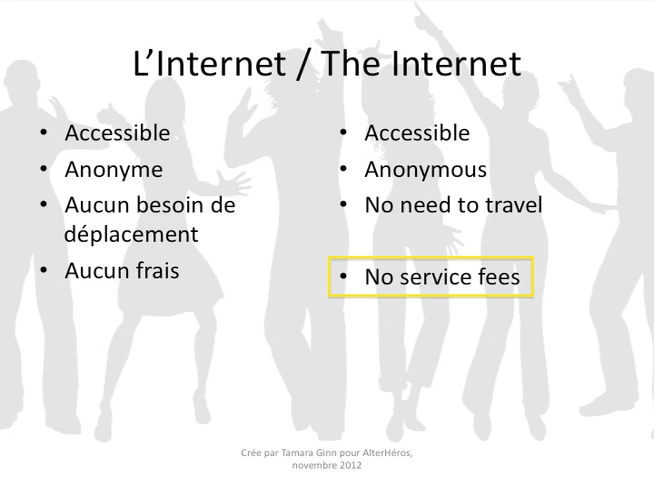 L'Internet / The Internet
• Accessible
• Anonyme
• Aucun besoin de
déplacement
• Aucun frais
• Accessible
• Anonymous
• No need to travel
• No service fees
Crée par Tamara Ginn pour AlterHéros,
novembre 2012